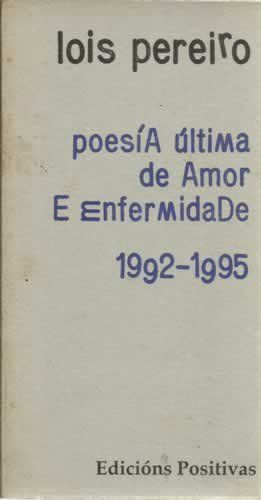 lois pereiro
poesíA última
de Amor
E enfermidaDe
1992-1995
Edicións Positivas